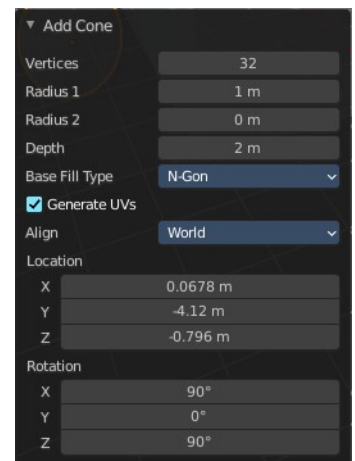 Add Cone
Vertices 32
Radius 1 1 m
Radius 2 0 m
Depth 2 m
Base Fill Type N-Gon
Generate UVs
Align World
Location
X 0.0678 m
Y -4.12 m
Z -0.796 m
Rotation
X 90°
Y 0°
Z 90°